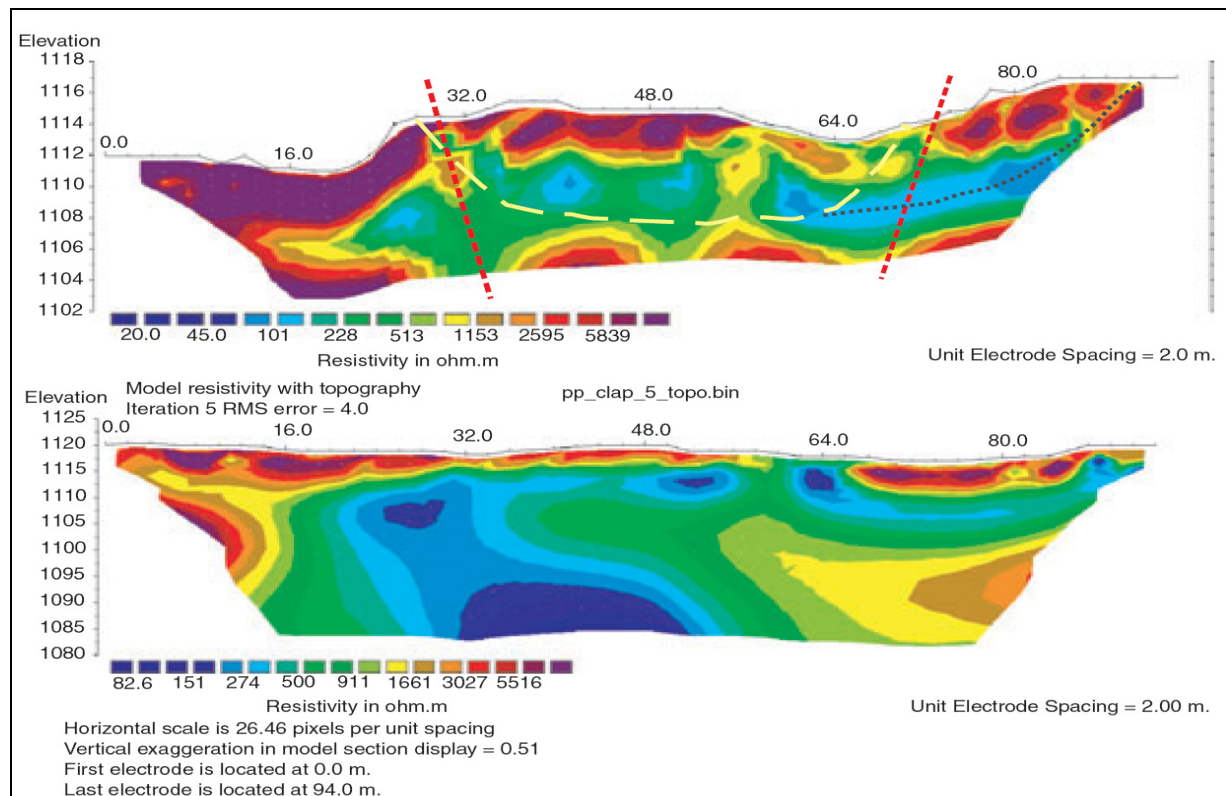 Elevation
1118
1116
1114
1112
1110
1108
1106
1104
1102
0.0 16.0 32.0 48.0 64.0 80.0
20.0 45.0 101 228 513 1153 2595 5839
Resistivity in ohm.m
Unit Electrode Spacing = 2.0 m.
Model resistivity with topography
Iteration 5 RMS error = 4.0
pp_clap_5_topo.bin
Elevation
1125
1120
1115
1110
1105
1100
1095
1090
1085
1080
0.0 16.0 32.0 48.0 64.0 80.0
82.6 151 274 500 911 1661 3027 5516
Resistivity in ohm.m
Unit Electrode Spacing = 2.00 m.
Horizontal scale is 26.46 pixels per unit spacing
Vertical exaggeration in model section display = 0.51
First electrode is located at 0.0 m.
Last electrode is located at 94.0 m.